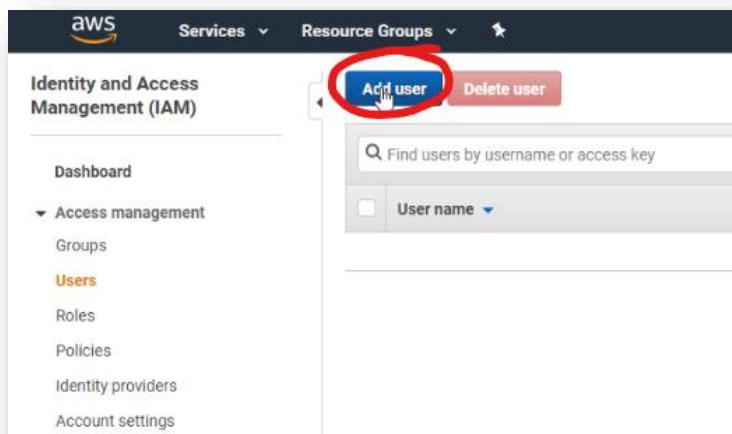 aws Services Resource Groups
Identity and Access
Management (IAM)
Add user Delete user
Find users by username or access key
Dashboard
User name
Access management
Groups
Users
Roles
Policies
Identity providers
Account settings